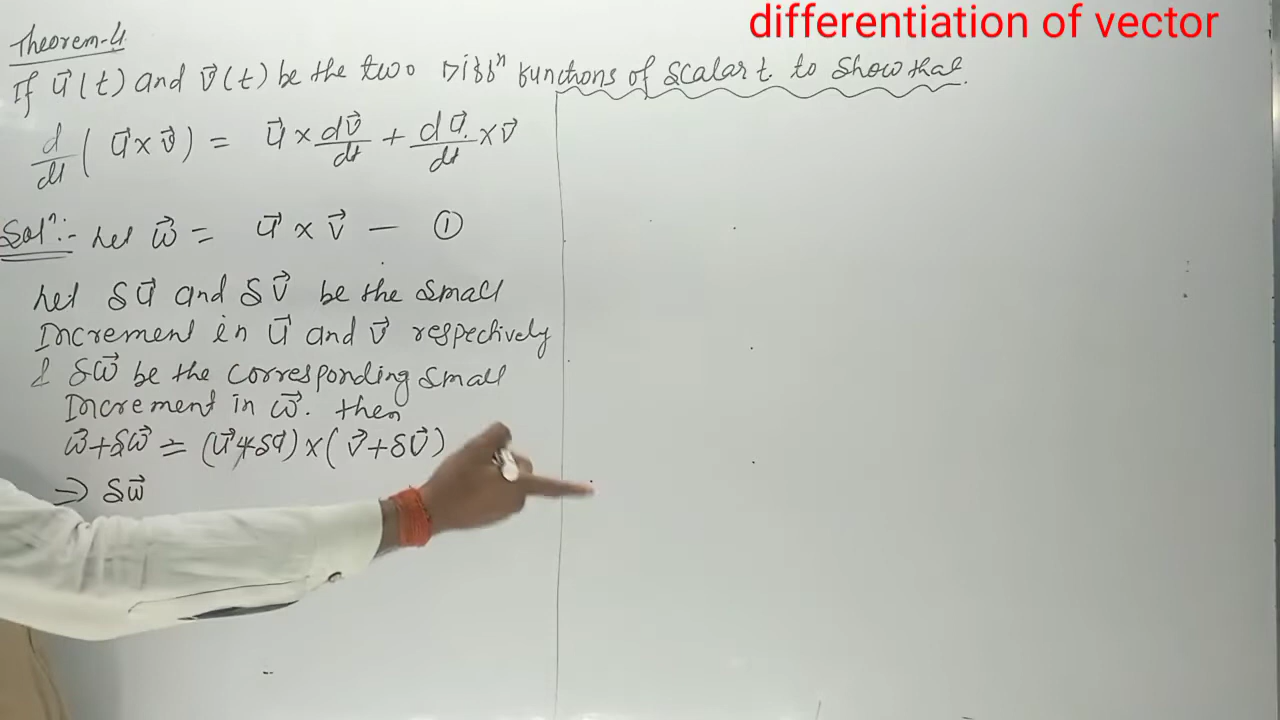 differentiation of vector
Theorem-4
If u⃗(t) and v⃗(t) be the two Diffⁿ functions of scalar t to show that
d/dt (u⃗ × v⃗) = u⃗ × dv⃗/dt + du⃗/dt × v⃗
Solⁿ:- Let w⃗ = u⃗ × v⃗ — ①
Let δu⃗ and δv⃗ be the small
Increment in u⃗ and v⃗ respectively
& δw⃗ be the corresponding small
Increment in w⃗. then
w⃗+δw⃗ = (u⃗+δu⃗)×(v⃗+δv⃗)
⇒ δw⃗